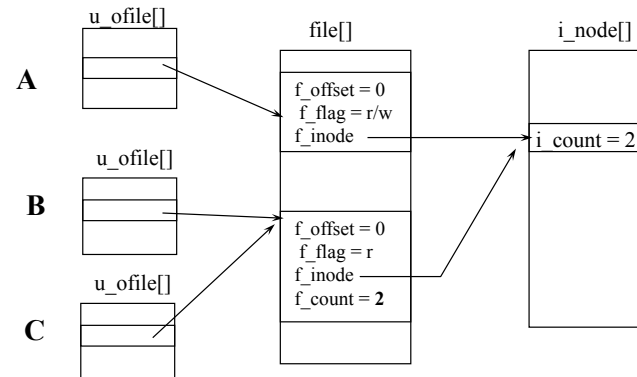 u_ofile[]
file[]
i_node[]
A
f_offset = 0
f_flag = r/w
f_inode
i_count = 2
u_ofile[]
B
f_offset = 0
f_flag = r
f_inode
f_count = 2
u_ofile[]
C